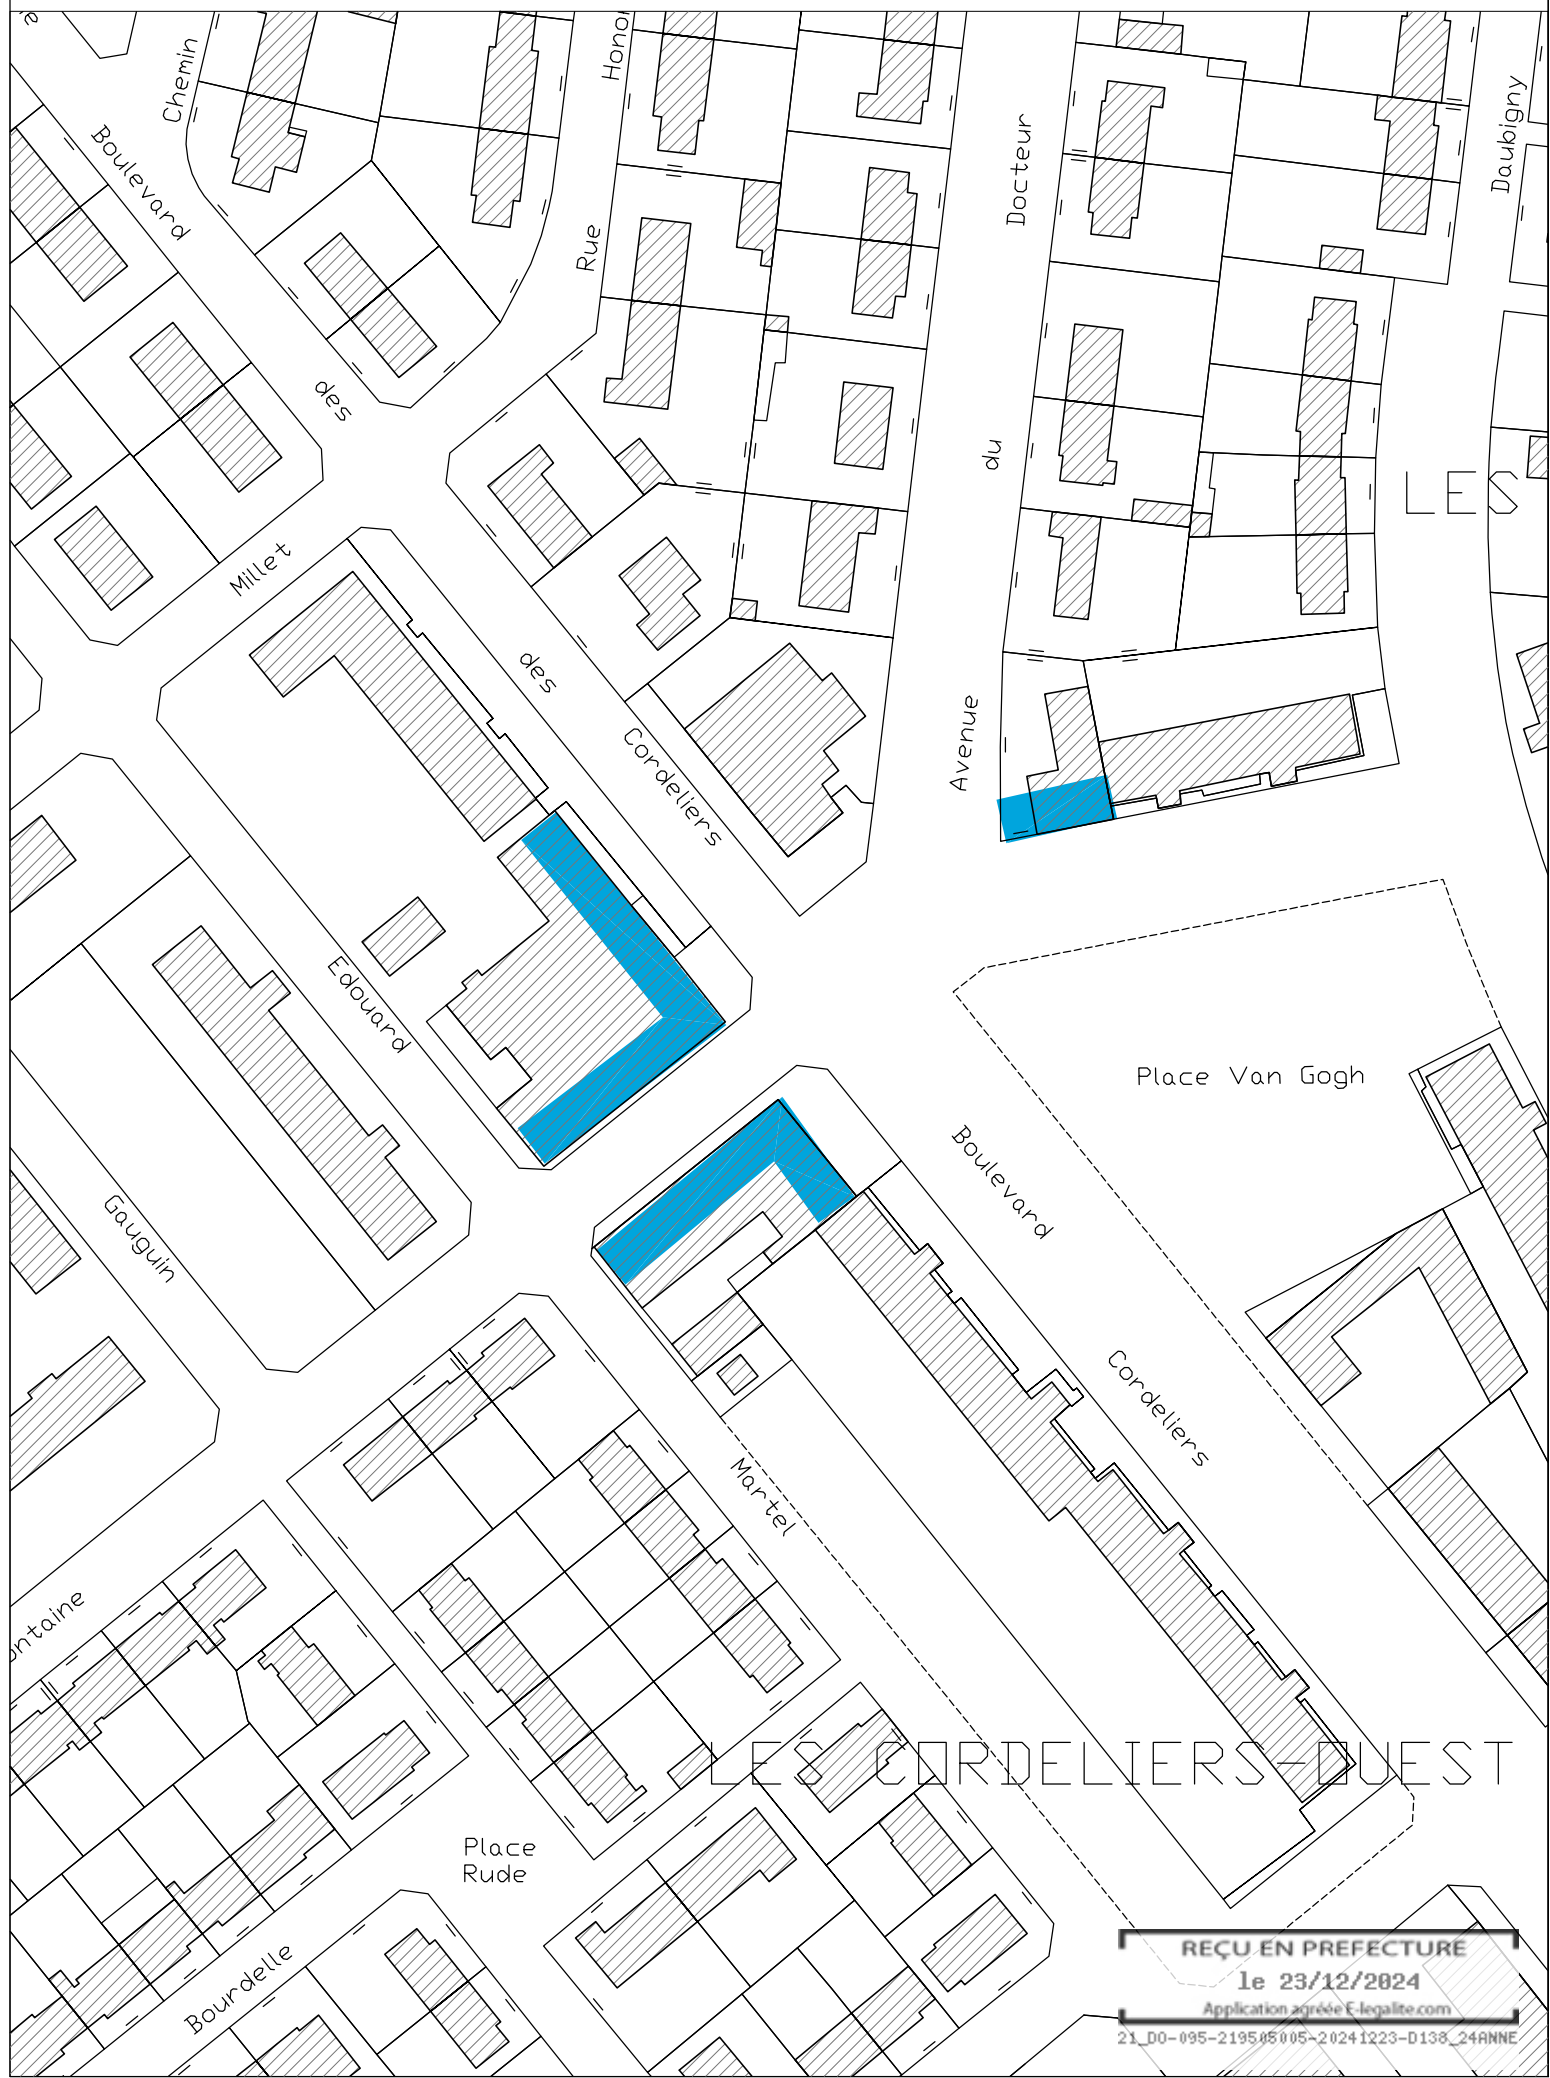 Chemin
Boulevard
des
Rue
Docteur
du
Avenue
Daubigny
LES
Millet
des
Cordeliers
Edouard
Place Van Gogh
Boulevard
Cordeliers
Gauguin
Martel
LES CORDELIERS-OUEST
Place
Rude
Bourdelle
REÇU EN PREFECTURE
le 23/12/2024
Application agréée E-legalite.com
21_DO-095-219505005-20241223-D138_24ANNE